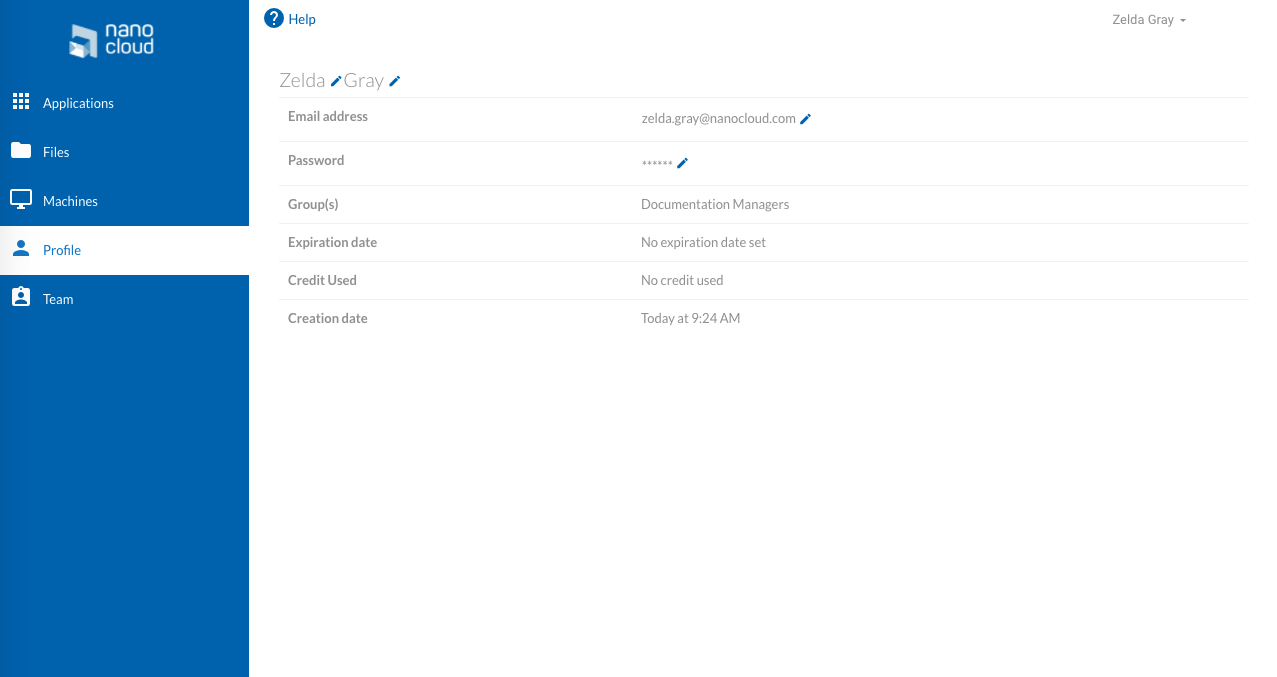 nano
cloud
Applications
Files
Machines
Profile
Team
Help
Zelda Gray
Zelda Gray
Email address zelda.gray@nanocloud.com
Password ******
Group(s) Documentation Managers
Expiration date No expiration date set
Credit Used No credit used
Creation date Today at 9:24 AM